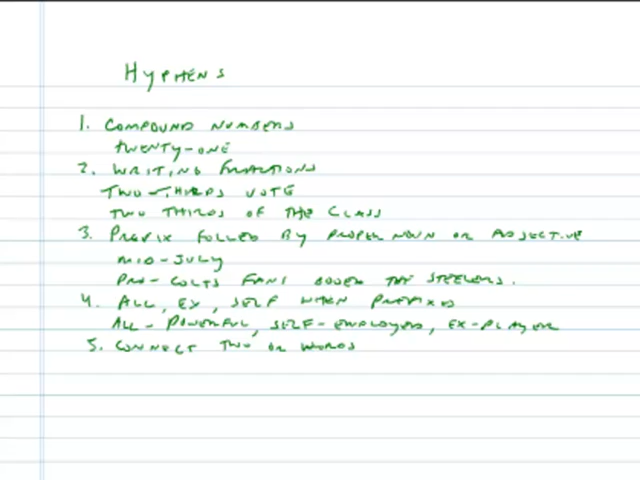 Hyphens
1. Compound numbers
twenty-one
2. Writing fractions
Two-thirds vote
Two thirds of the class
3. Prefix folled by proper noun or adjective
mid-July
Pro-Colts fans booed the Steelers.
4. All, ex, self when prefixes
All-powerful, self-employed, ex-player
5. Connect two or words